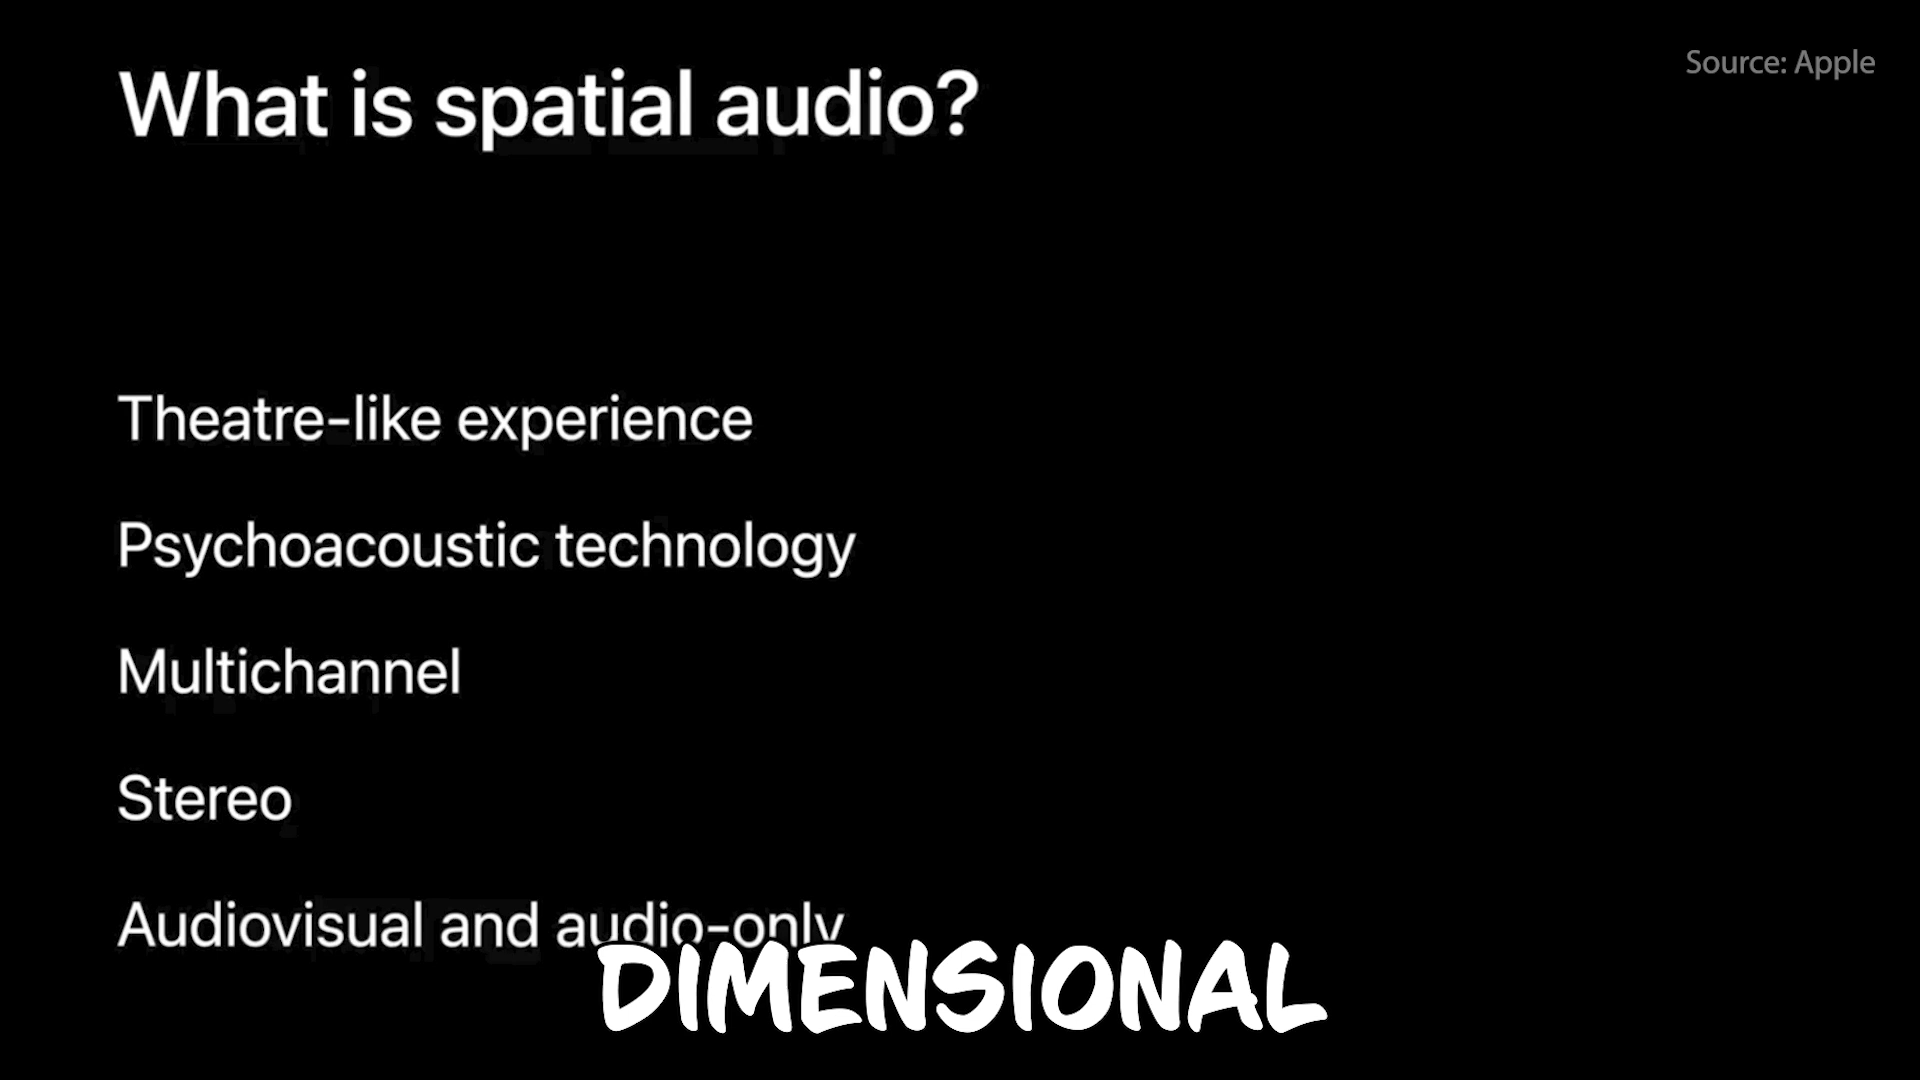 What is spatial audio?
Source: Apple
Theatre-like experience
Psychoacoustic technology
Multichannel
Stereo
Audiovisual and audio-only
DIMENSIONAL